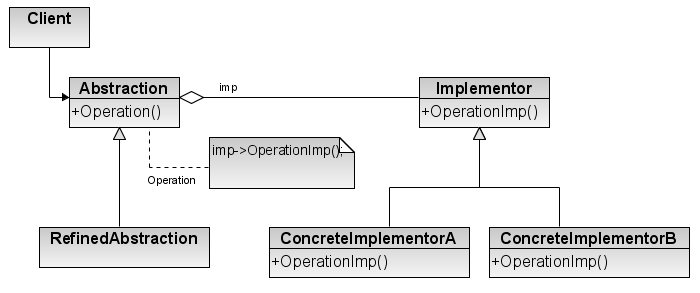 Client
Abstraction
+Operation()
imp
Implementor
+OperationImp()
imp->OperationImp();
Operation
RefinedAbstraction
ConcreteImplementorA
+OperationImp()
ConcreteImplementorB
+OperationImp()